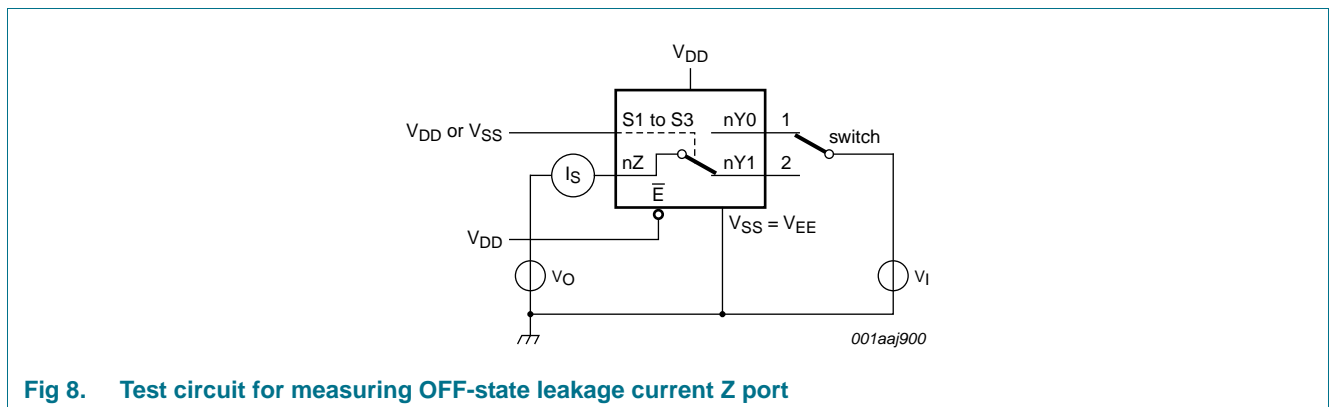 VDD
S1 to S3 nY0 1
switch
VDD or VSS
nZ nY1 2
IS
E̅
VSS = VEE
VDD
VO
VI
001aaj900
Fig 8. Test circuit for measuring OFF-state leakage current Z port